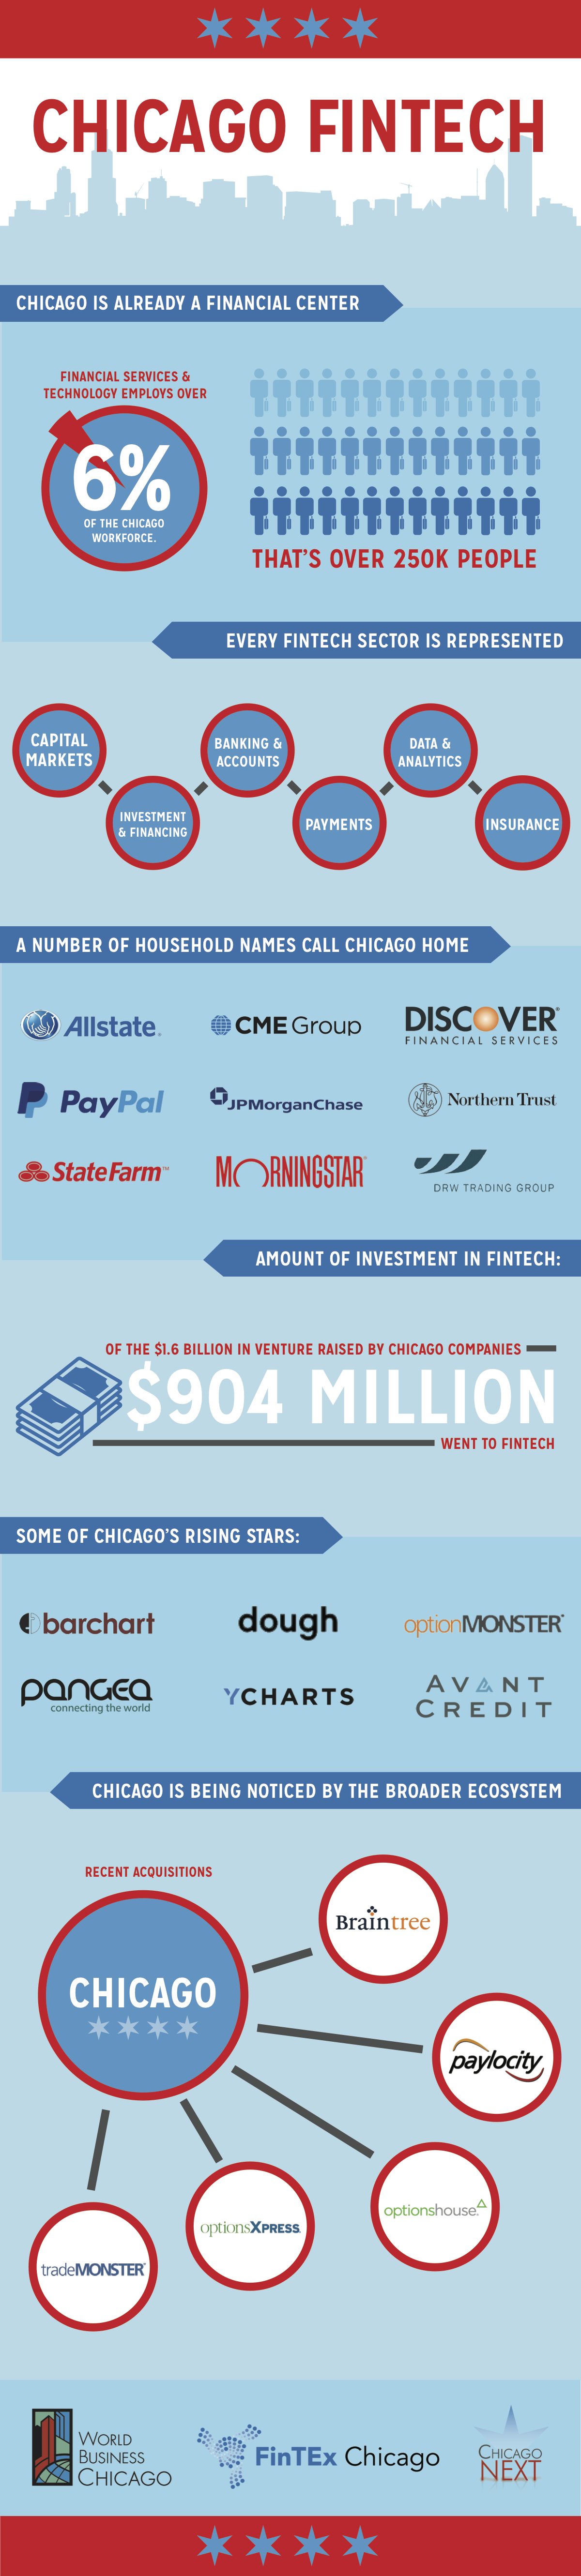 CHICAGO FINTECH
CHICAGO IS ALREADY A FINANCIAL CENTER
FINANCIAL SERVICES &
TECHNOLOGY EMPLOYS OVER
6%
OF THE CHICAGO
WORKFORCE.
THAT'S OVER 250K PEOPLE
EVERY FINTECH SECTOR IS REPRESENTED
CAPITAL
MARKETS
INVESTMENT
& FINANCING
BANKING &
ACCOUNTS
PAYMENTS
DATA &
ANALYTICS
INSURANCE
A NUMBER OF HOUSEHOLD NAMES CALL CHICAGO HOME
Allstate®
CME Group
DISCOVER®
FINANCIAL SERVICES
PayPal
JPMorganChase
Northern Trust
State Farm™
MORNINGSTAR®
DRW TRADING GROUP
AMOUNT OF INVESTMENT IN FINTECH:
OF THE $1.6 BILLION IN VENTURE RAISED BY CHICAGO COMPANIES
$904 MILLION
WENT TO FINTECH
SOME OF CHICAGO'S RISING STARS:
barchart
dough
optionMONSTER®
PANGEA
connecting the world
YCHARTS
AVANT
CREDIT
CHICAGO IS BEING NOTICED BY THE BROADER ECOSYSTEM
RECENT ACQUISITIONS
CHICAGO
Braintree
paylocity
optionshouse
optionsXPRESS
tradeMONSTER®
WORLD
BUSINESS
CHICAGO
FinTEx Chicago
CHICAGO
NEXT